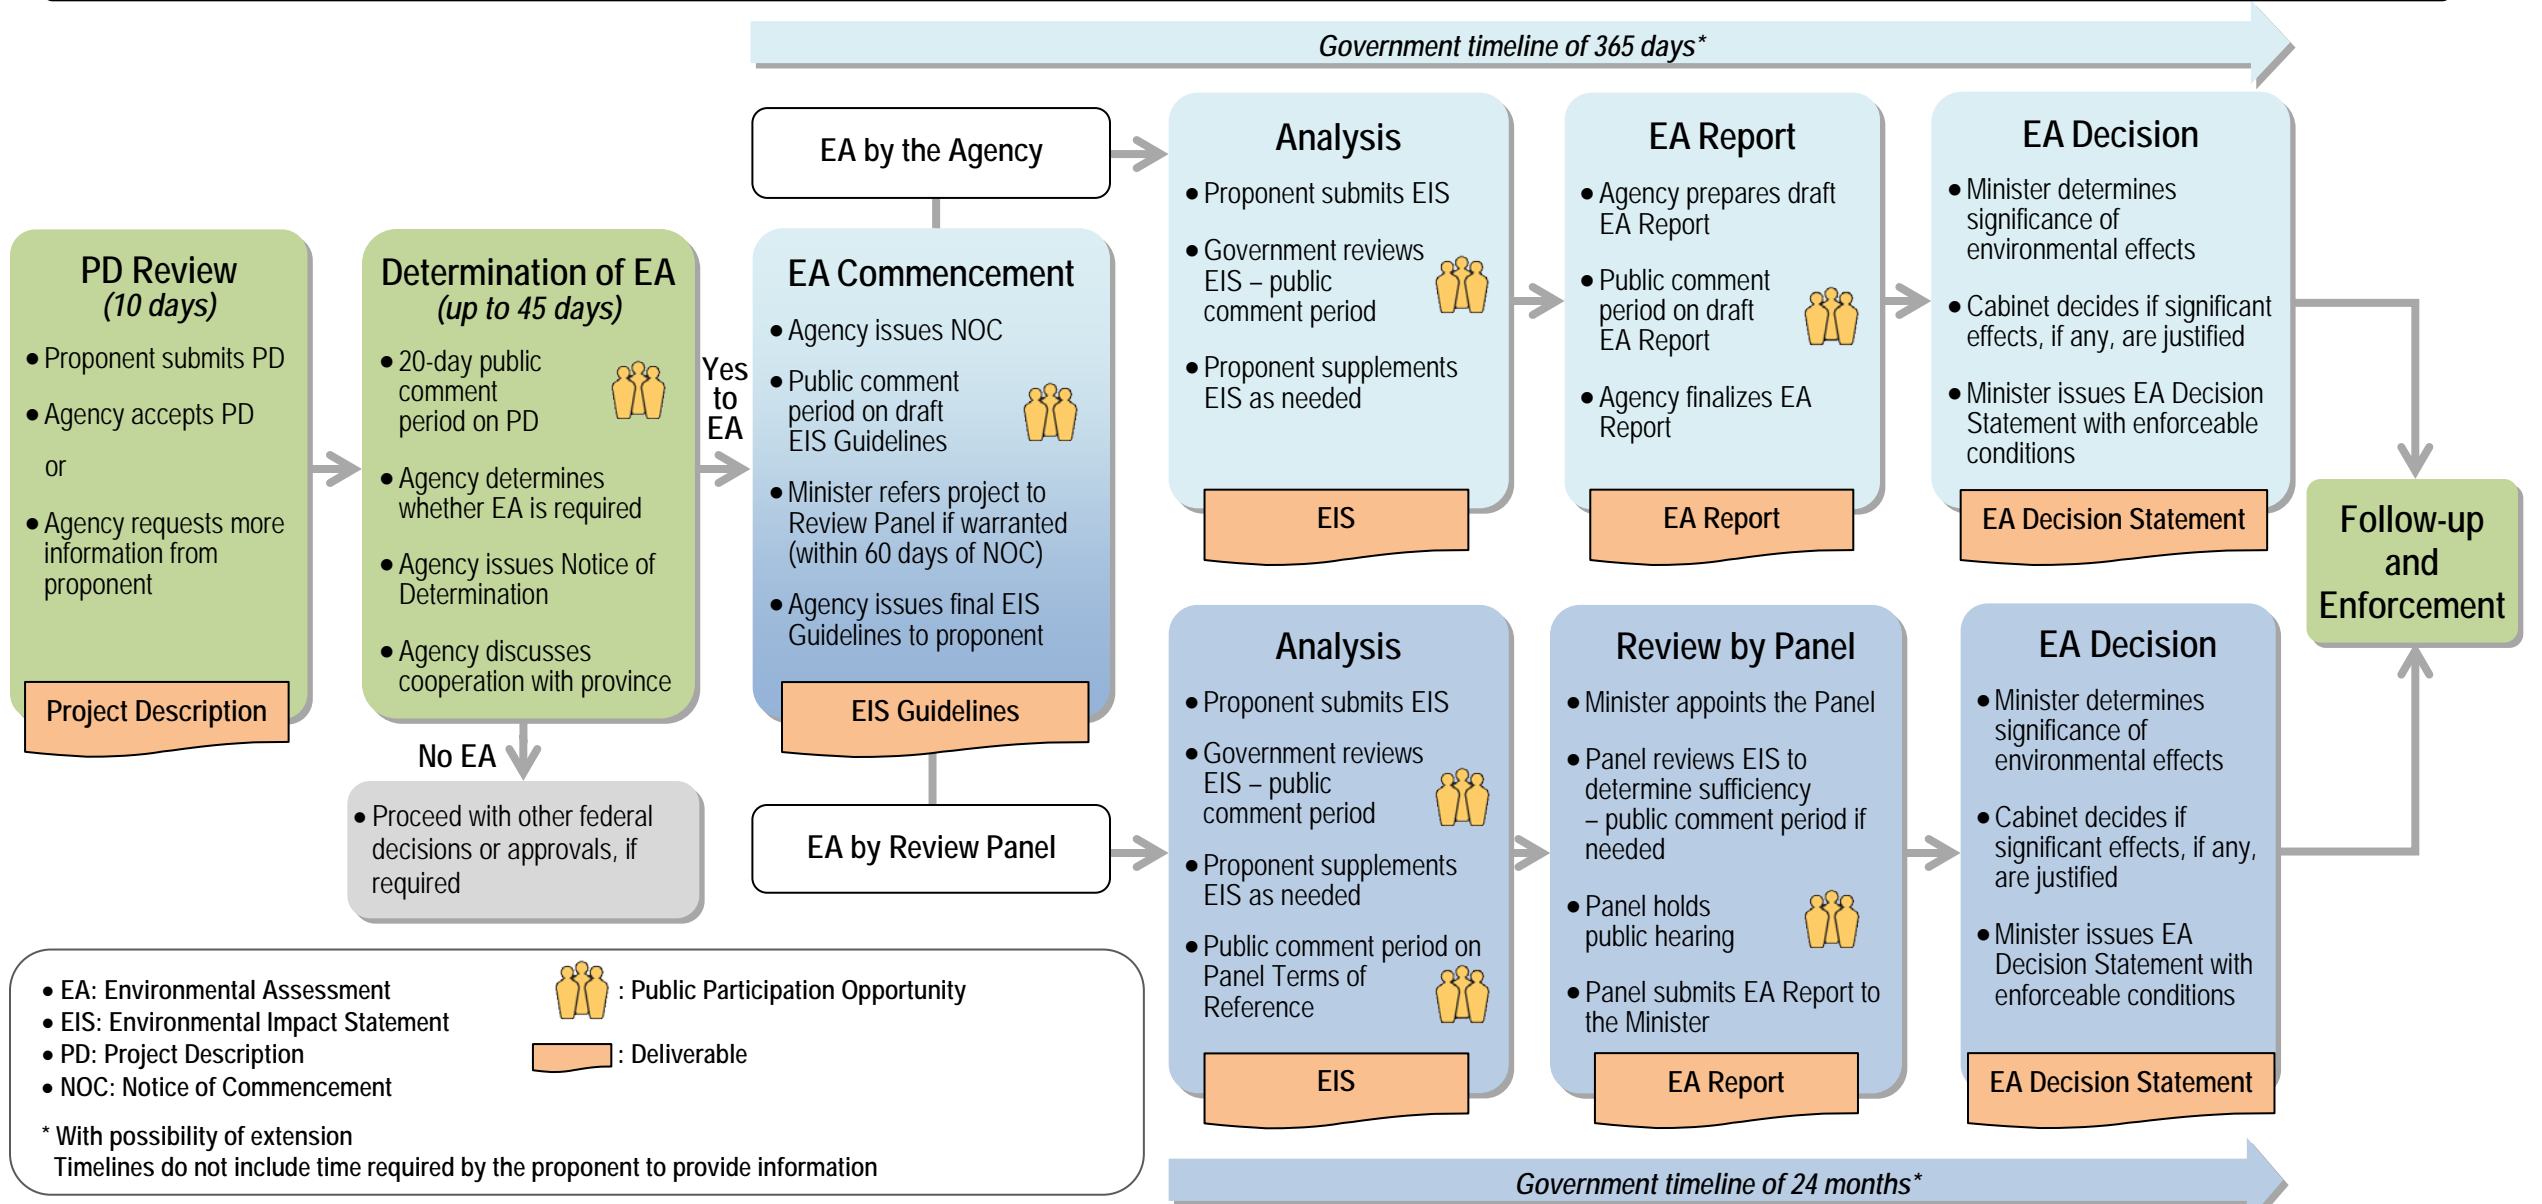 Government timeline of 365 days*
PD Review
(10 days)
• Proponent submits PD
• Agency accepts PD
or
• Agency requests more
information from
proponent
Project Description
Determination of EA
(up to 45 days)
• 20-day public
comment
period on PD
• Agency determines
whether EA is required
• Agency issues Notice of
Determination
• Agency discusses
cooperation with province
No EA
• Proceed with other federal
decisions or approvals, if
required
Yes
to
EA
EA by the Agency
EA Commencement
• Agency issues NOC
• Public comment
period on draft
EIS Guidelines
• Minister refers project to
Review Panel if warranted
(within 60 days of NOC)
• Agency issues final EIS
Guidelines to proponent
EIS Guidelines
EA by Review Panel
Analysis
• Proponent submits EIS
• Government reviews
EIS – public
comment period
• Proponent supplements
EIS as needed
EIS
EA Report
• Agency prepares draft
EA Report
• Public comment
period on draft
EA Report
• Agency finalizes EA
Report
EA Report
EA Decision
• Minister determines
significance of
environmental effects
• Cabinet decides if significant
effects, if any, are justified
• Minister issues EA Decision
Statement with enforceable
conditions
EA Decision Statement
Analysis
• Proponent submits EIS
• Government reviews
EIS – public
comment period
• Proponent supplements
EIS as needed
• Public comment period on
Panel Terms of
Reference
EIS
Review by Panel
• Minister appoints the Panel
• Panel reviews EIS to
determine sufficiency
– public comment period if
needed
• Panel holds
public hearing
• Panel submits EA Report to
the Minister
EA Report
EA Decision
• Minister determines
significance of
environmental effects
• Cabinet decides if
significant effects, if any,
are justified
• Minister issues EA
Decision Statement with
enforceable conditions
EA Decision Statement
Follow-up
and
Enforcement
• EA: Environmental Assessment
• EIS: Environmental Impact Statement
• PD: Project Description
• NOC: Notice of Commencement
: Public Participation Opportunity
: Deliverable
* With possibility of extension
Timelines do not include time required by the proponent to provide information
Government timeline of 24 months*